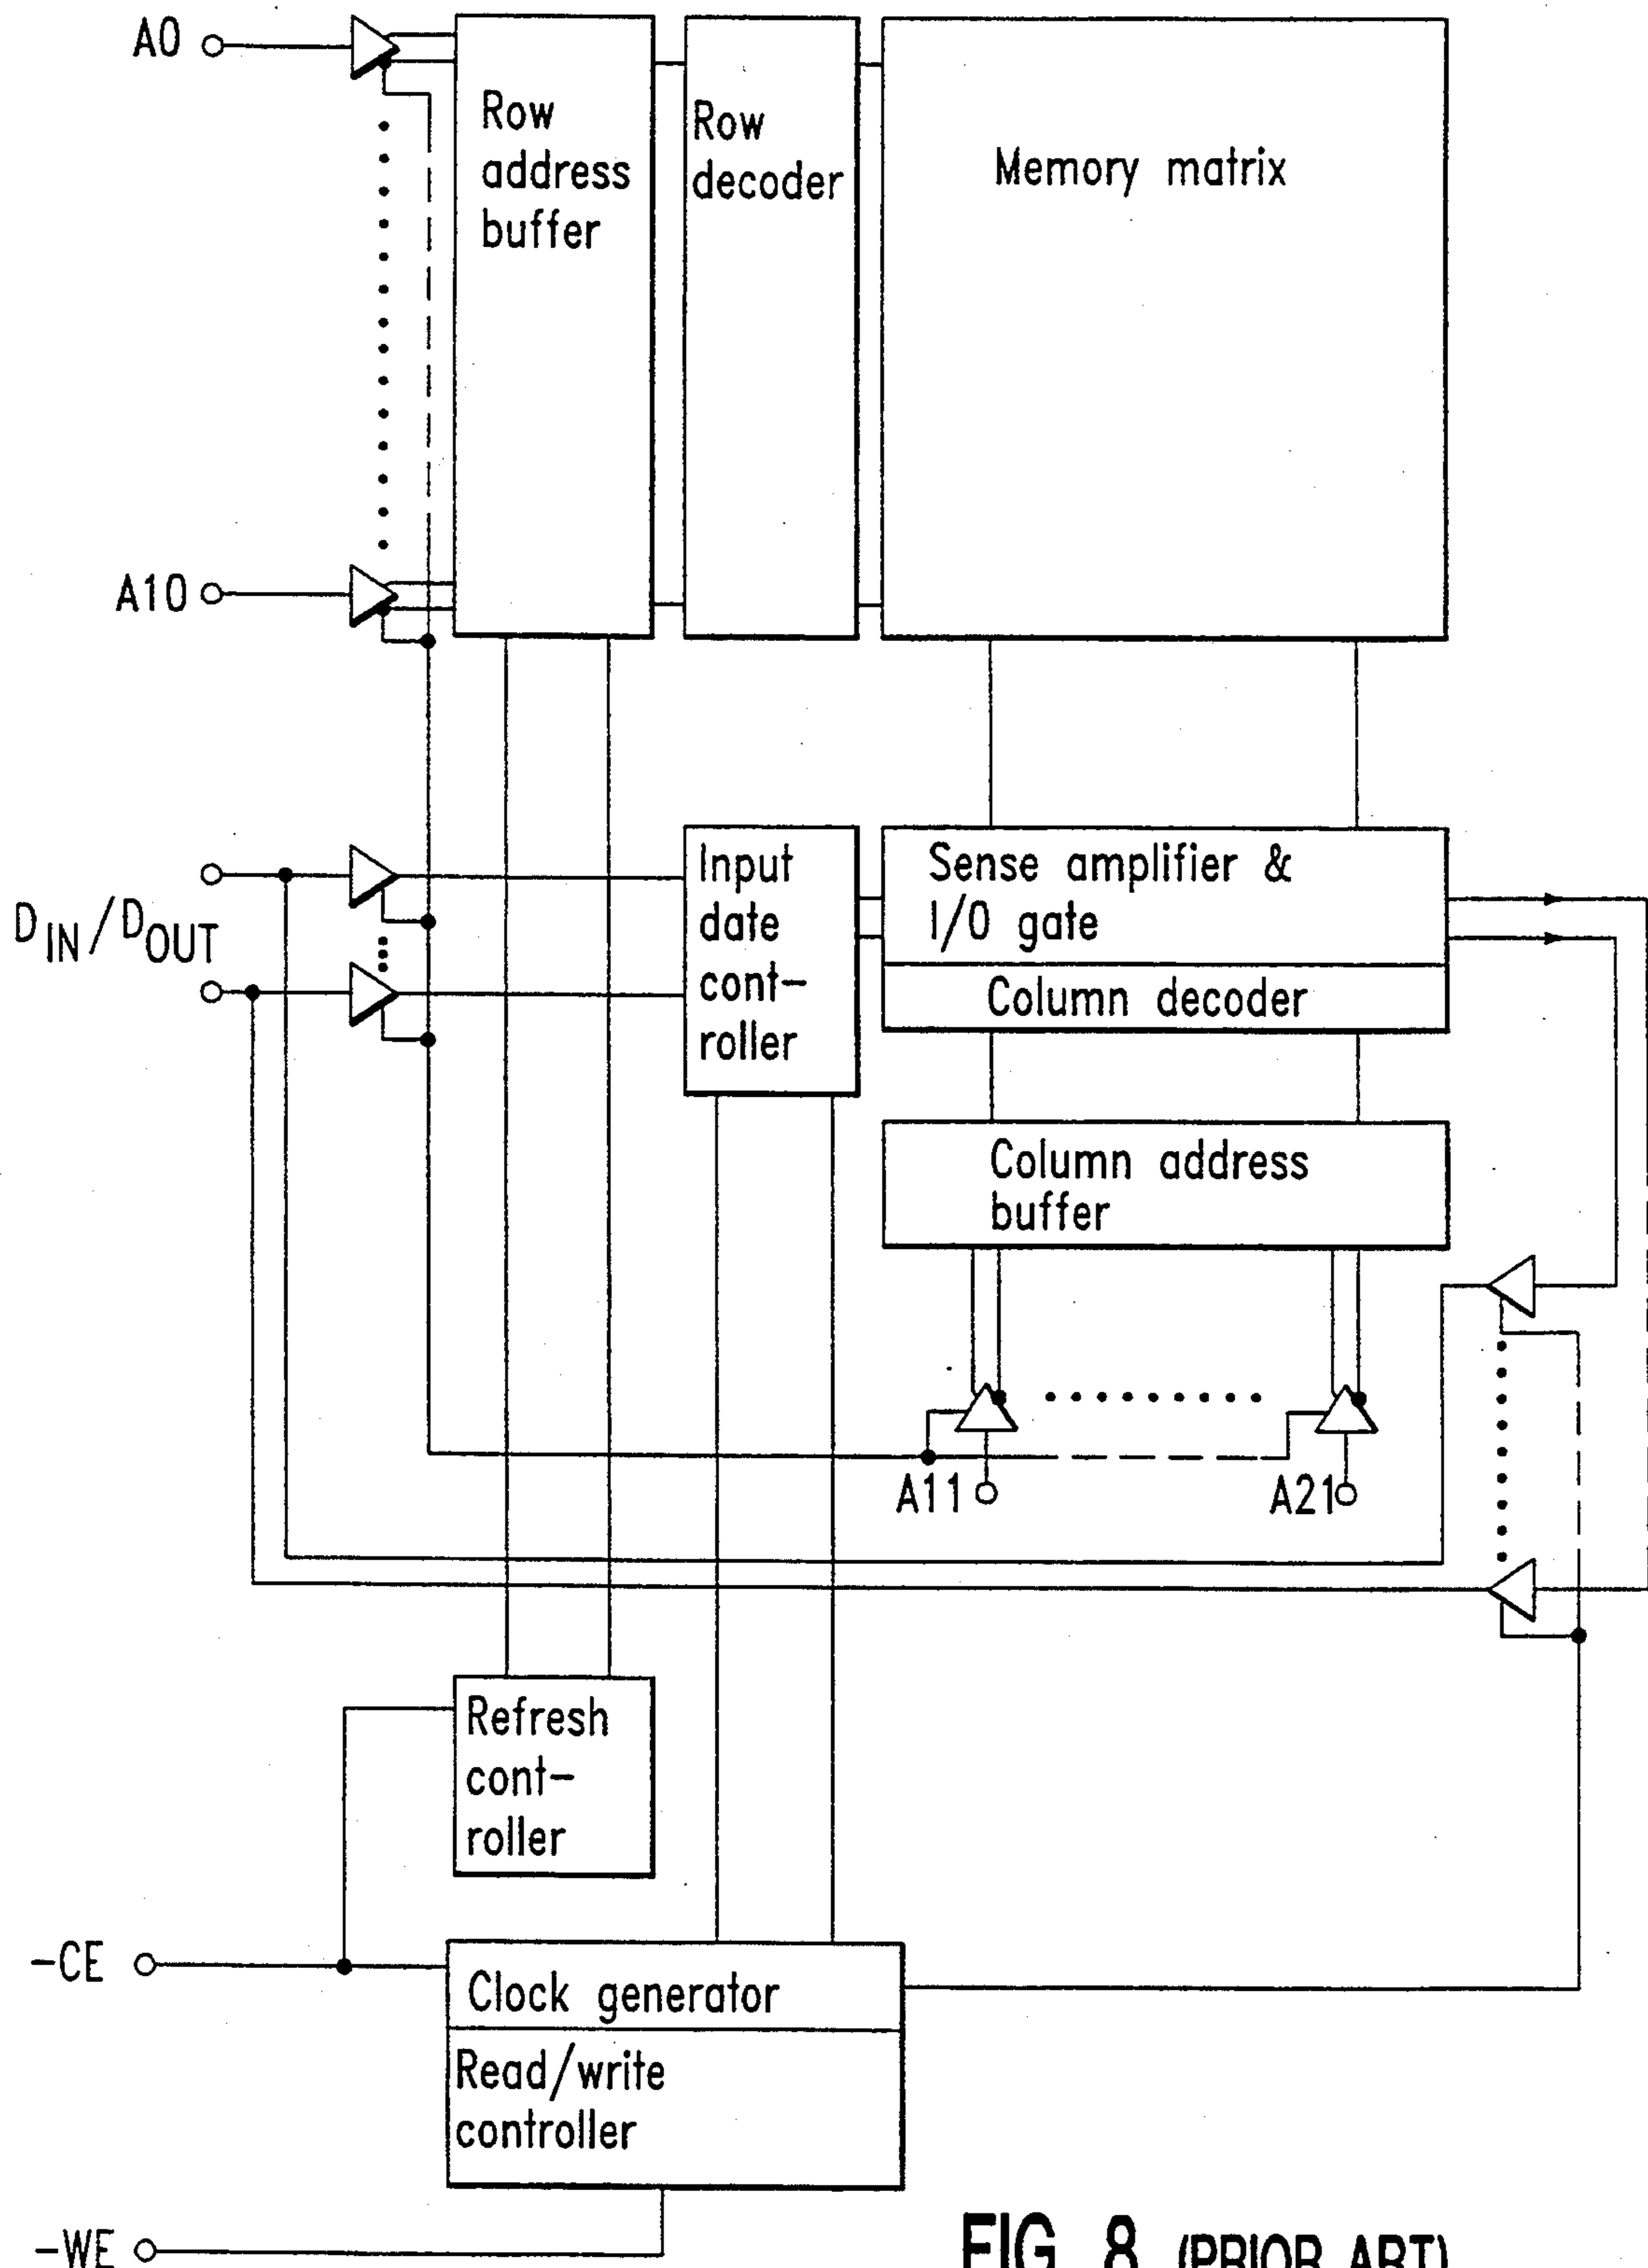 A0
Row
address
buffer
Row
decoder
Memory matrix
A10
DIN/DOUT
Input
date
cont-
roller
Sense amplifier &
I/O gate
Column decoder
Column address
buffer
A11
A21
Refresh
cont-
roller
-CE
Clock generator
Read/write
controller
-WE
FIG. 8 (PRIOR ART)